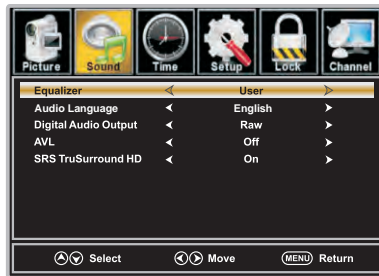 Picture Sound Time Setup Lock Channel
Equalizer User
Audio Language English
Digital Audio Output Raw
AVL Off
SRS TruSurround HD On
Select Move MENU Return